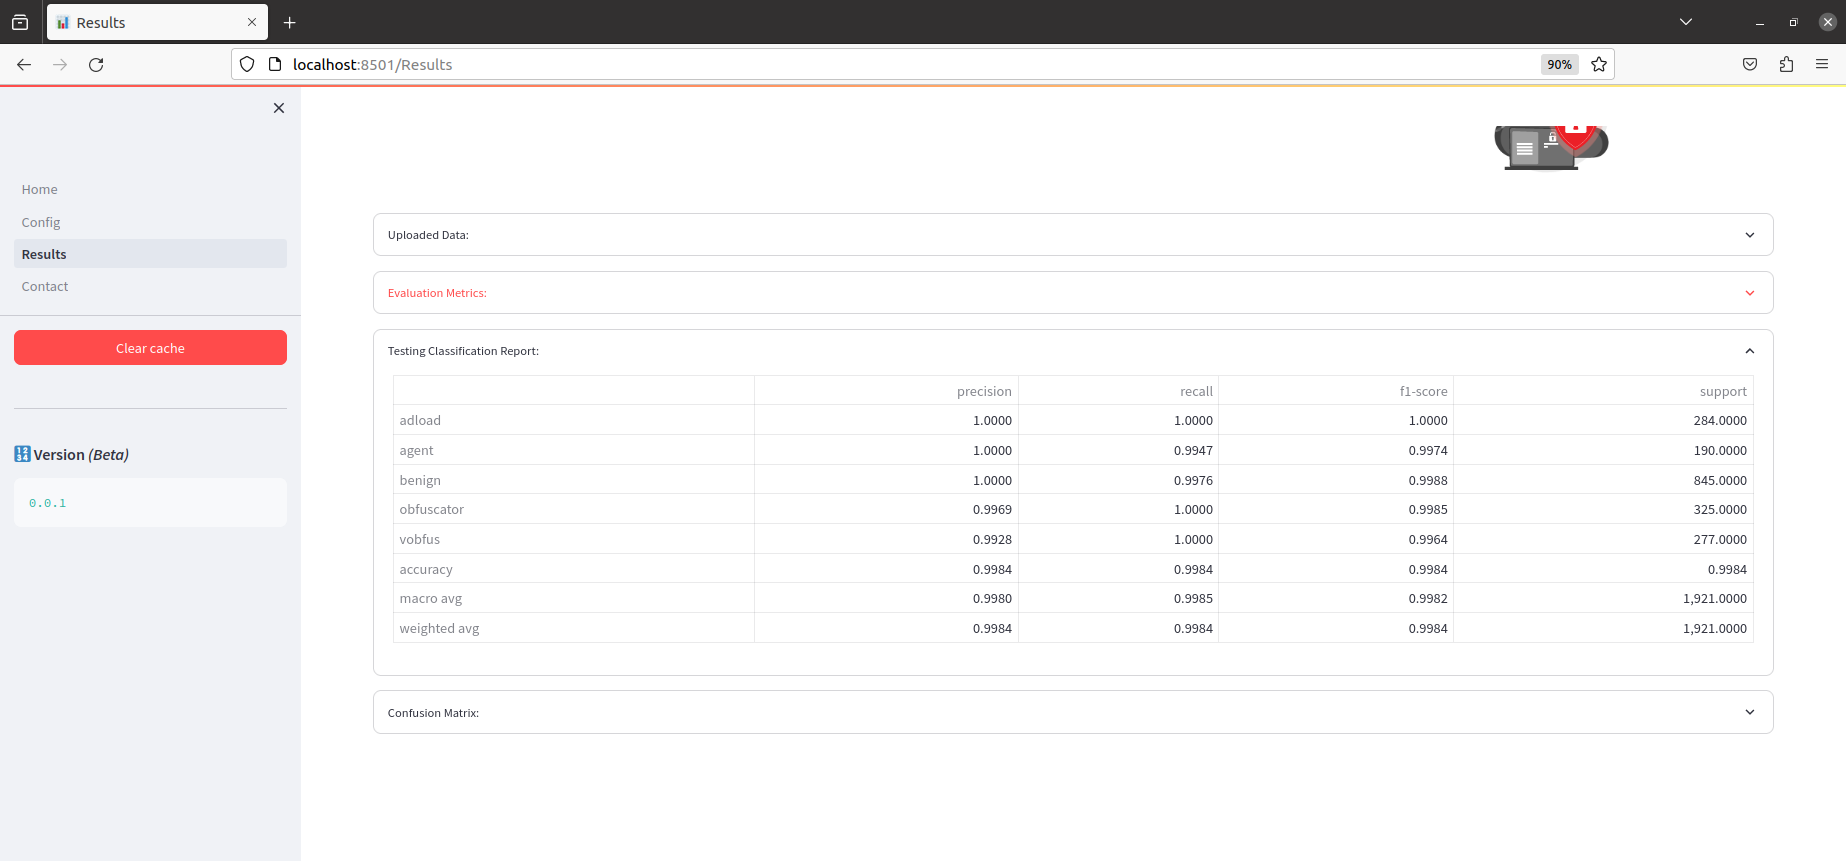 Results
localhost:8501/Results
90%
Home
Config
Results
Contact
Clear cache
Version (Beta)
0.0.1
Uploaded Data:
Evaluation Metrics:
Testing Classification Report:
precision recall f1-score support
adload 1.0000 1.0000 1.0000 284.0000
agent 1.0000 0.9947 0.9974 190.0000
benign 1.0000 0.9976 0.9988 845.0000
obfuscator 0.9969 1.0000 0.9985 325.0000
vobfus 0.9928 1.0000 0.9964 277.0000
accuracy 0.9984 0.9984 0.9984 0.9984
macro avg 0.9980 0.9985 0.9982 1,921.0000
weighted avg 0.9984 0.9984 0.9984 1,921.0000
Confusion Matrix: